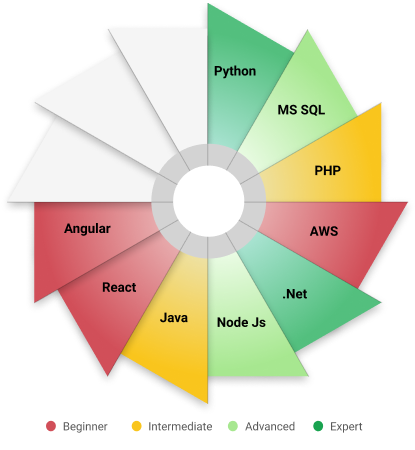 Python
MS SQL
PHP
AWS
.Net
Node Js
Java
React
Angular
Beginner Intermediate Advanced Expert